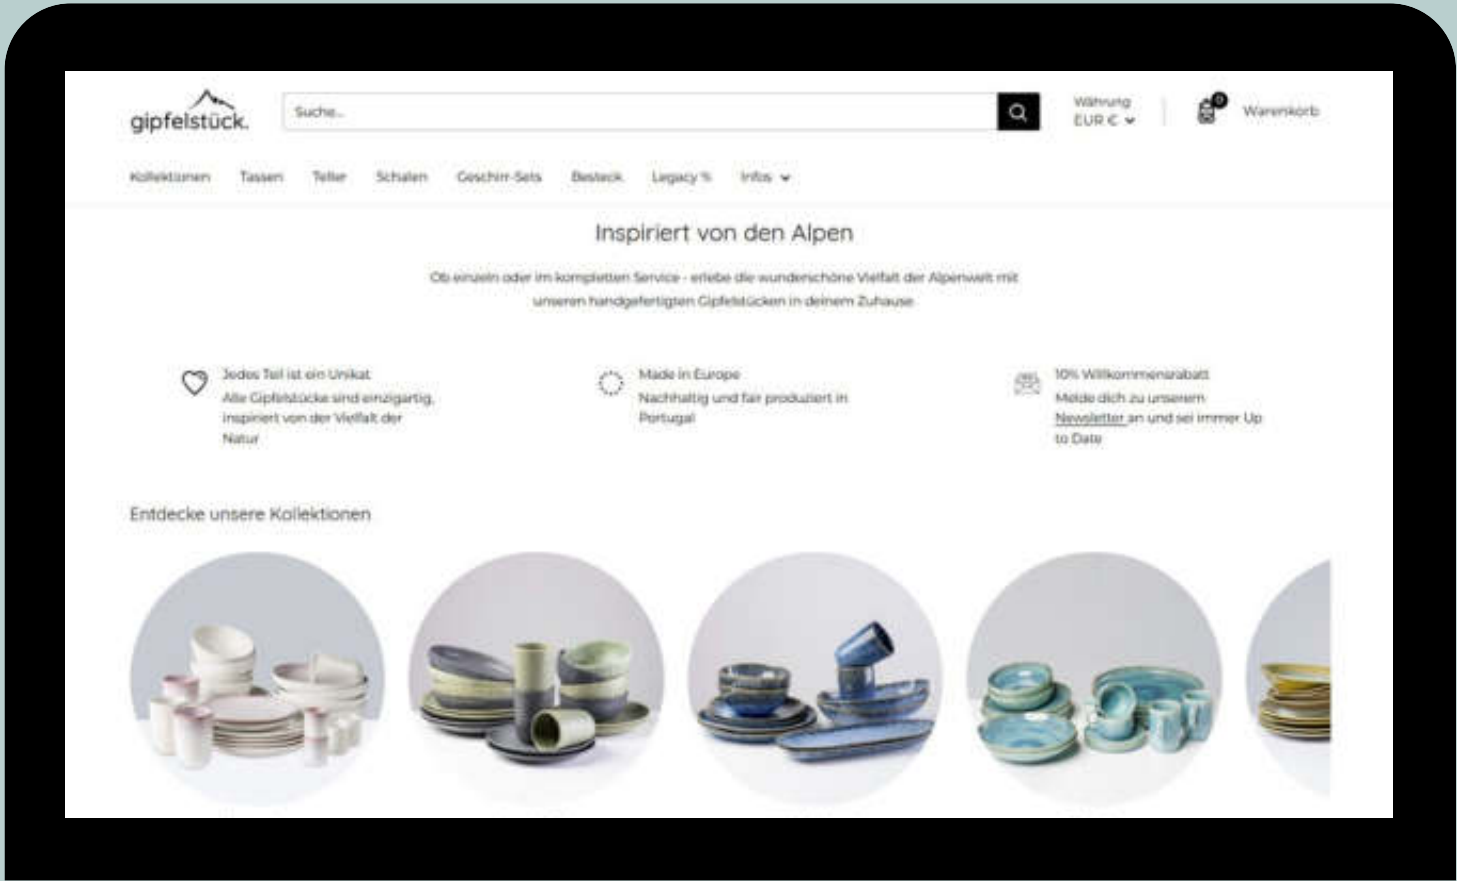 gipfelstück.
Suche...
Währung
EUR €
0
Warenkorb
Kollektionen Tassen Teller Schalen Geschirr-Sets Besteck Legacy % Infos
Inspiriert von den Alpen
Ob einzeln oder im kompletten Service - erlebe die wunderschöne Vielfalt der Alpenwelt mit
unseren handgefertigten Gipfelstücken in deinem Zuhause.
Jedes Teil ist ein Unikat
Alle Gipfelstücke sind einzigartig,
inspiriert von der Vielfalt der
Natur
Made in Europe
Nachhaltig und fair produziert in
Portugal
10% Willkommensrabatt
Melde dich zu unserem
Newsletter an und sei immer Up
to Date
Entdecke unsere Kollektionen